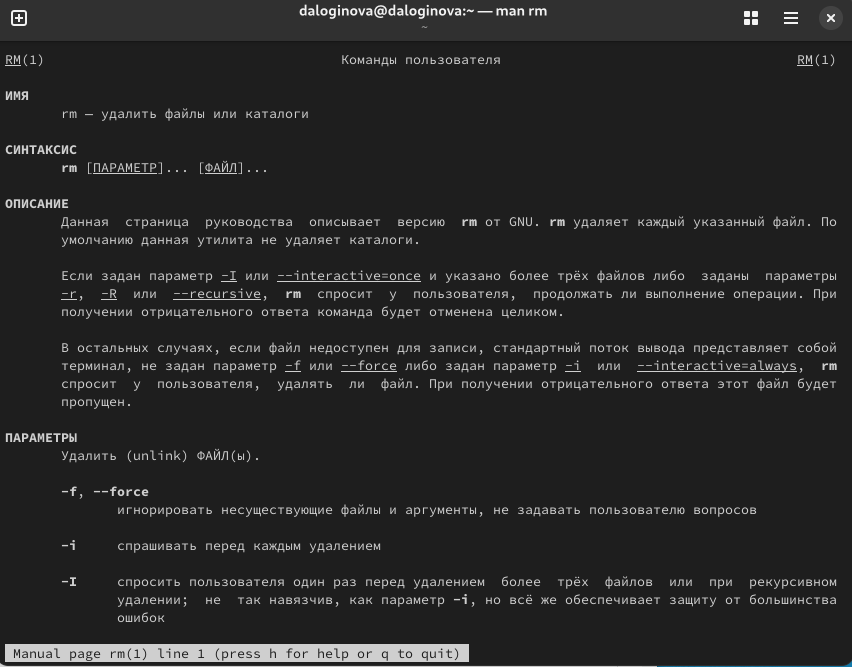 daloginova@daloginova:~ — man rm
~
RM(1) Команды пользователя RM(1)
ИМЯ
rm — удалить файлы или каталоги
СИНТАКСИС
rm [ПАРАМЕТР]... [ФАЙЛ]...
ОПИСАНИЕ
Данная страница руководства описывает версию rm от GNU. rm удаляет каждый указанный файл. По
умолчанию данная утилита не удаляет каталоги.
Если задан параметр -I или --interactive=once и указано более трёх файлов либо заданы параметры
-r, -R или --recursive, rm спросит у пользователя, продолжать ли выполнение операции. При
получении отрицательного ответа команда будет отменена целиком.
В остальных случаях, если файл недоступен для записи, стандартный поток вывода представляет собой
терминал, не задан параметр -f или --force либо задан параметр -i или --interactive=always, rm
спросит у пользователя, удалять ли файл. При получении отрицательного ответа этот файл будет
пропущен.
ПАРАМЕТРЫ
Удалить (unlink) ФАЙЛ(ы).
-f, --force
игнорировать несуществующие файлы и аргументы, не задавать пользователю вопросов
-i спрашивать перед каждым удалением
-I спросить пользователя один раз перед удалением более трёх файлов или при рекурсивном
удалении; не так навязчив, как параметр -i, но всё же обеспечивает защиту от большинства
ошибок
Manual page rm(1) line 1 (press h for help or q to quit)